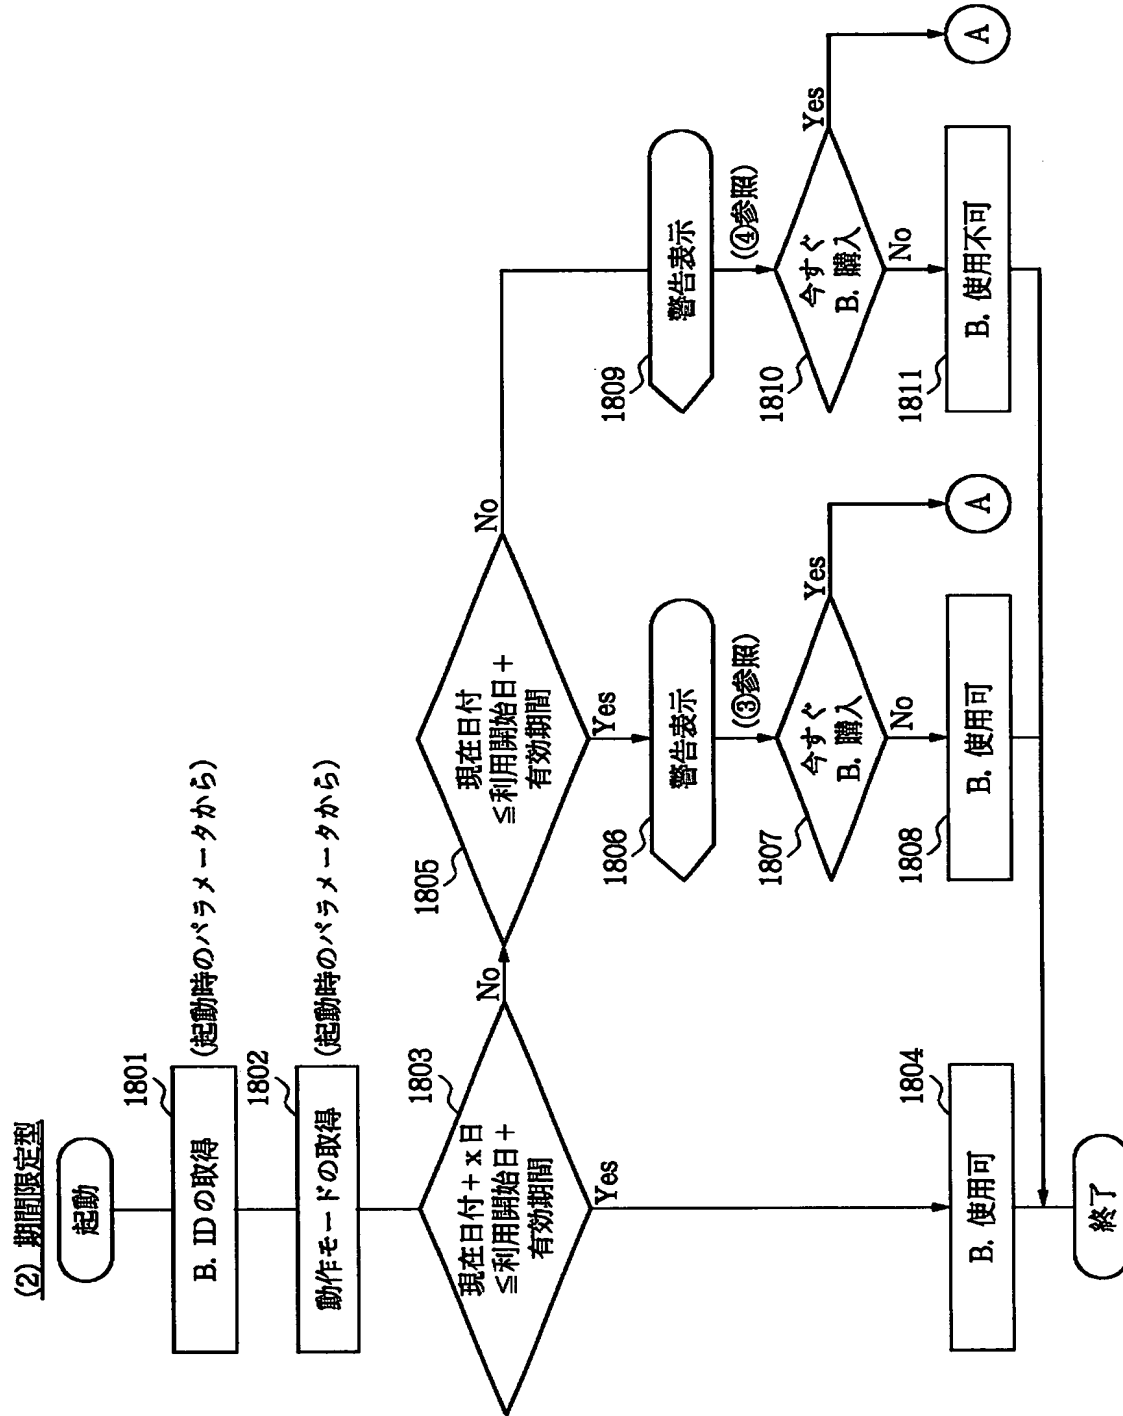 (2) 期間限定型
起動
1801
B. IDの取得
(起動時のパラメータから)
1802
動作モードの取得
(起動時のパラメータから)
1803
現在日付＋x日
≦利用開始日＋
有効期間
No
Yes
1804
B. 使用可
終了
1805
現在日付
≦利用開始日＋
有効期間
No
Yes
1806
警告表示
(③参照)
1807
今すぐ
B. 購入
Yes
No
A
1808
B. 使用可
1809
警告表示
(④参照)
1810
今すぐ
B. 購入
Yes
No
A
1811
B. 使用不可